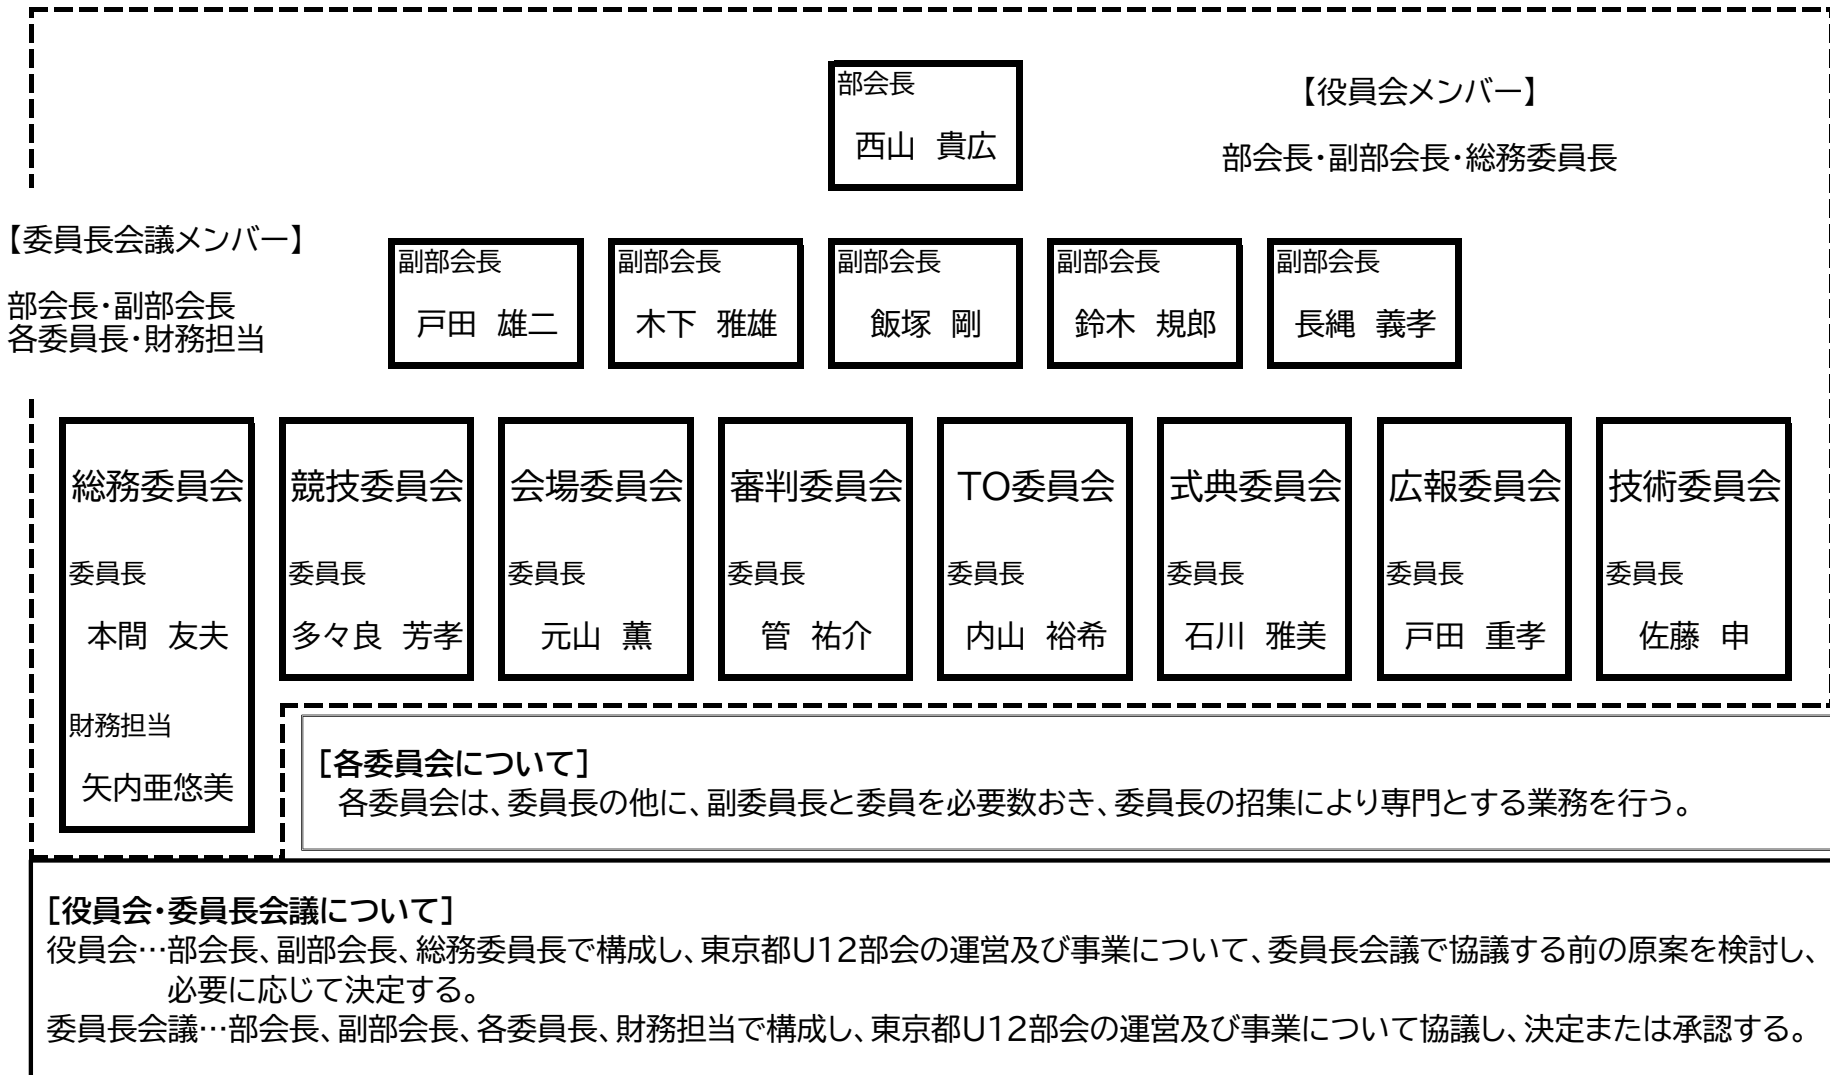 部会長
西山 貴広
【役員会メンバー】
部会長・副部会長・総務委員長
【委員長会議メンバー】
部会長・副部会長
各委員長・財務担当
副部会長
戸田 雄二
副部会長
木下 雅雄
副部会長
飯塚 剛
副部会長
鈴木 規郎
副部会長
長縄 義孝
総務委員会
委員長
本間 友夫
財務担当
矢内亜悠美
競技委員会
委員長
多々良 芳孝
会場委員会
委員長
元山 薫
審判委員会
委員長
管 祐介
TO委員会
委員長
内山 裕希
式典委員会
委員長
石川 雅美
広報委員会
委員長
戸田 重孝
技術委員会
委員長
佐藤 申
[各委員会について]
各委員会は、委員長の他に、副委員長と委員を必要数おき、委員長の招集により専門とする業務を行う。
[役員会・委員長会議について]
役員会…部会長、副部会長、総務委員長で構成し、東京都U12部会の運営及び事業について、委員長会議で協議する前の原案を検討し、
必要に応じて決定する。
委員長会議…部会長、副部会長、各委員長、財務担当で構成し、東京都U12部会の運営及び事業について協議し、決定または承認する。